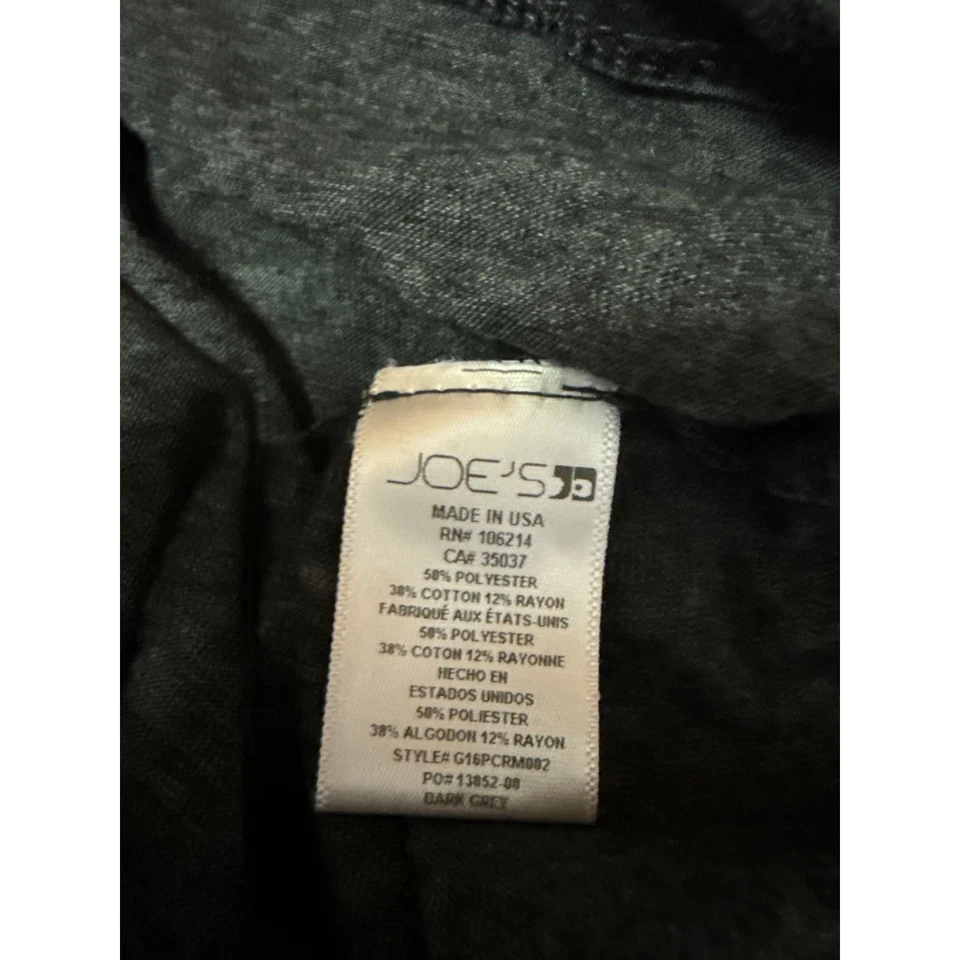 JOE'S
MADE IN USA
RN# 106214
CA# 35037
50% POLYESTER
38% COTTON 12% RAYON
FABRIQUÉ AUX ÉTATS-UNIS
50% POLYESTER
38% COTON 12% RAYONNE
HECHO EN
ESTADOS UNIDOS
50% POLIESTER
38% ALGODON 12% RAYON
STYLE# G16PCRM002
PO# 13852-00
DARK GREY